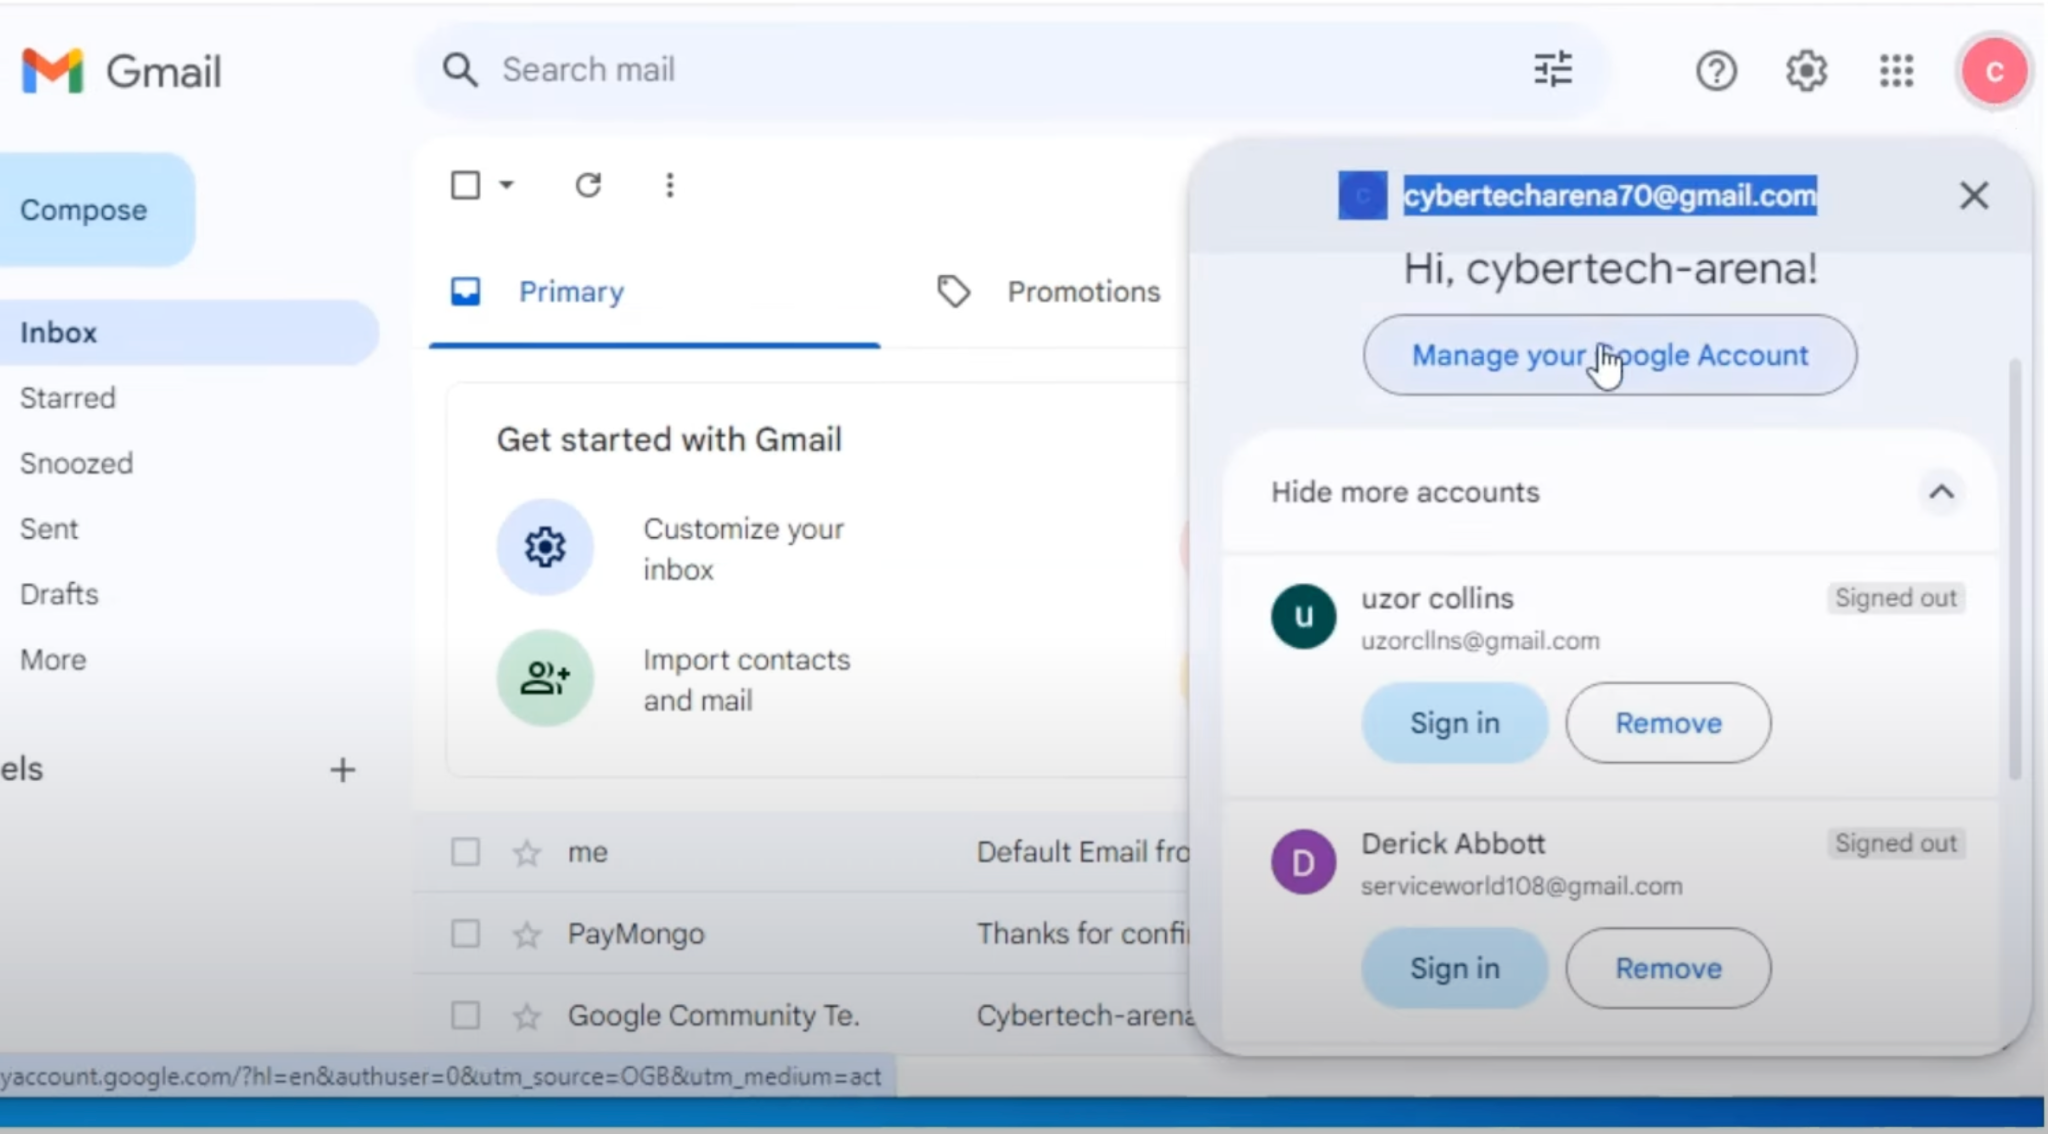 Gmail
Search mail
c
Compose
Inbox
Starred
Snoozed
Sent
Drafts
More
els
Primary
Promotions
Get started with Gmail
Customize your
inbox
Import contacts
and mail
me Default Email fro
PayMongo Thanks for confi
Google Community Te. Cybertech-arena
c cybertecharena70@gmail.com
Hi, cybertech-arena!
Manage your Google Account
Hide more accounts
u uzor collins Signed out
uzorcllns@gmail.com
Sign in Remove
D Derick Abbott Signed out
serviceworld108@gmail.com
Sign in Remove
yaccount.google.com/?hl=en&authuser=0&utm_source=OGB&utm_medium=act